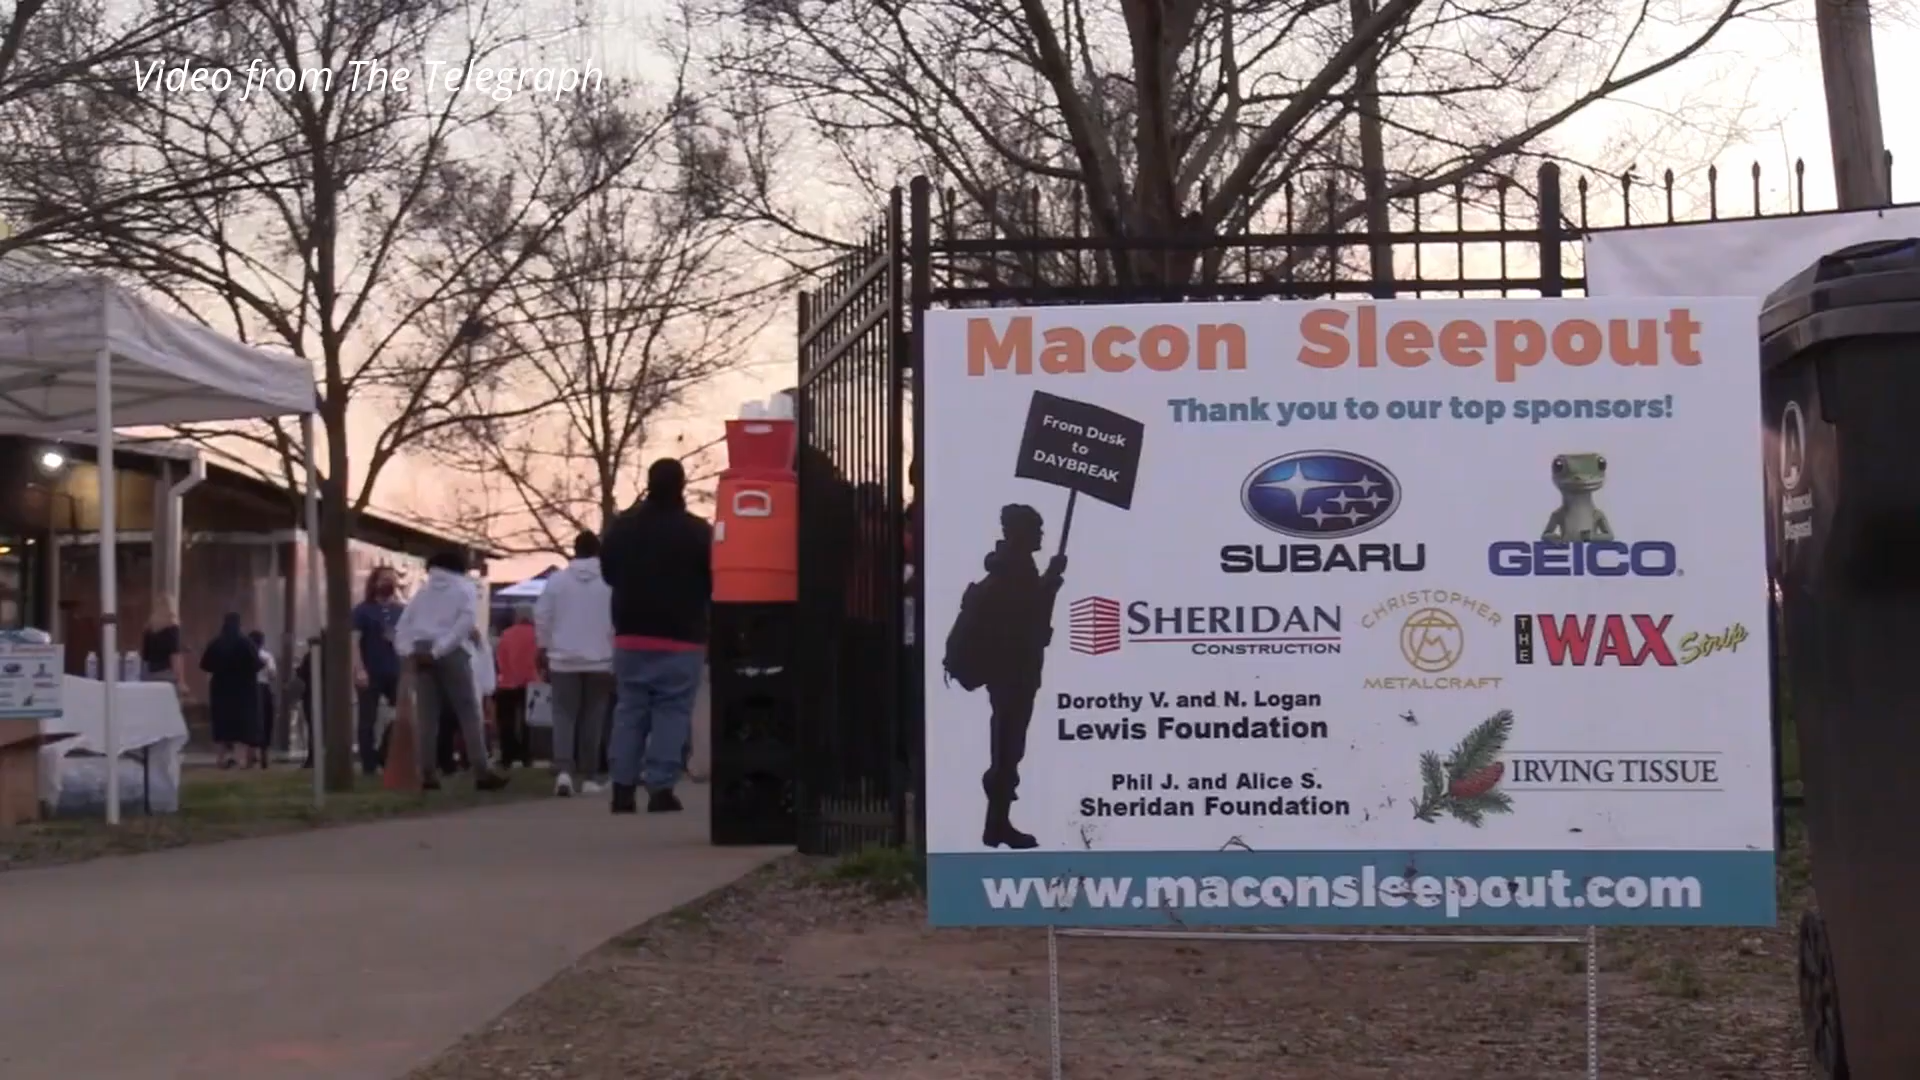 Video from The Telegraph
Macon Sleepout
Thank you to our top sponsors!
From Dusk
to
DAYBREAK
SUBARU
GEICO
SHERIDAN
CONSTRUCTION
CHRISTOPHER
METALCRAFT
THE WAX Strip
Dorothy V. and N. Logan
Lewis Foundation
Phil J. and Alice S.
Sheridan Foundation
IRVING TISSUE
www.maconsleepout.com
Advanced
Disposal